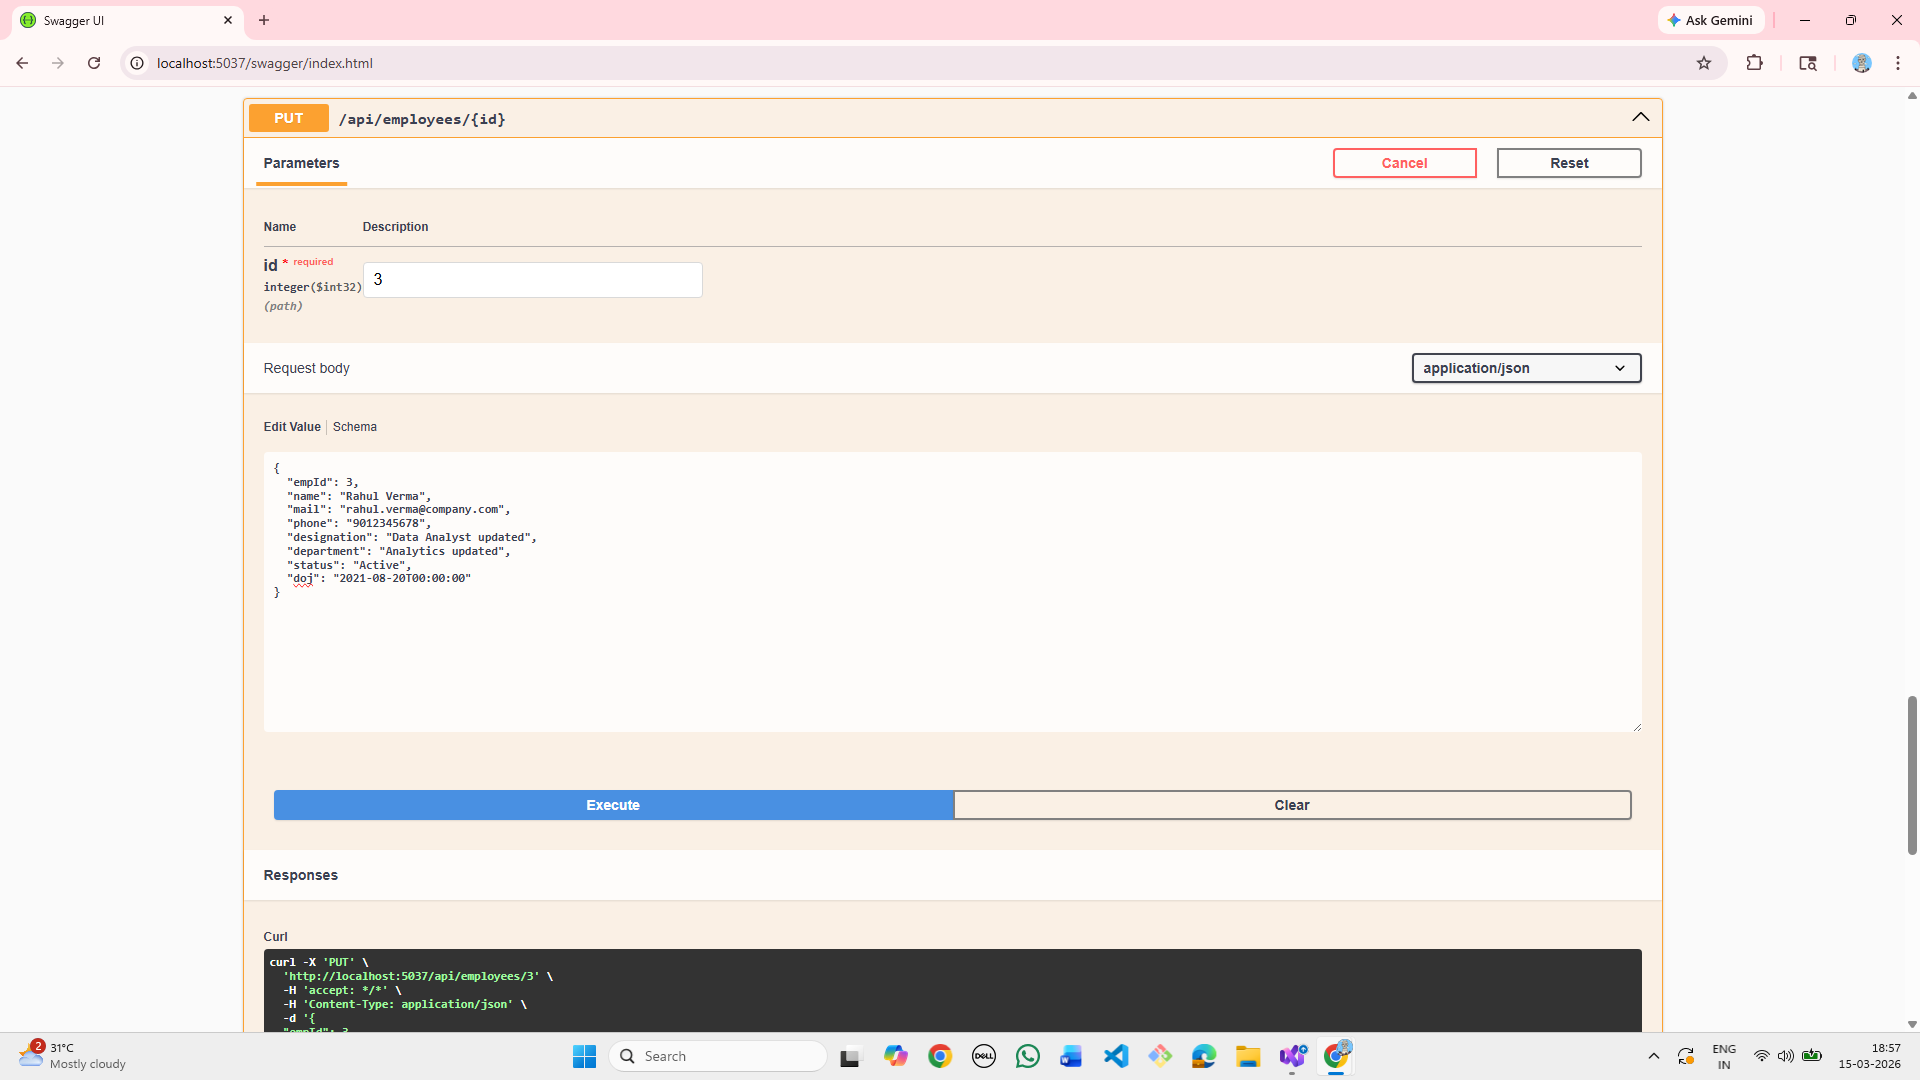 Swagger UI
Ask Gemini
localhost:5037/swagger/index.html
PUT /api/employees/{id}
Parameters
Cancel
Reset
Name Description
id * required
integer($int32)
(path)
3
Request body
application/json
Edit Value Schema
{
"empId": 3,
"name": "Rahul Verma",
"mail": "rahul.verma@company.com",
"phone": "9012345678",
"designation": "Data Analyst updated",
"department": "Analytics updated",
"status": "Active",
"doj": "2021-08-20T00:00:00"
}
Execute
Clear
Responses
Curl
curl -X 'PUT' \
'http://localhost:5037/api/employees/3' \
-H 'accept: */*' \
-H 'Content-Type: application/json' \
-d '{
"empId": 3,
2
31°C
Mostly cloudy
Search
DELL
ENG
IN
18:57
15-03-2026